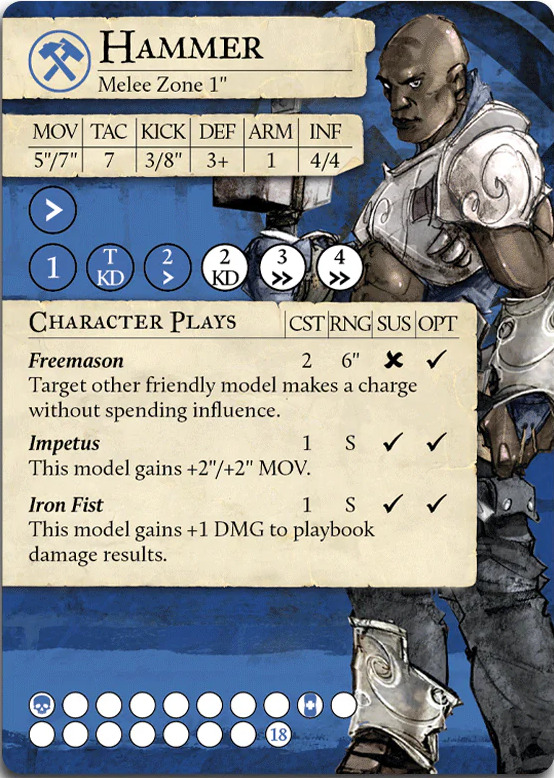 HAMMER
Melee Zone 1"
MOV TAC KICK DEF ARM INF
5"/7" 7 3/8" 3+ 1 4/4
>
1 T KD 2 > 2 KD 3 >> 4 >>
CHARACTER PLAYS CST RNG SUS OPT
Freemason 2 6" ✘ ✓
Target other friendly model makes a charge
without spending influence.
Impetus 1 S ✓ ✓
This model gains +2"/+2" MOV.
Iron Fist 1 S ✓ ✓
This model gains +1 DMG to playbook
damage results.
18